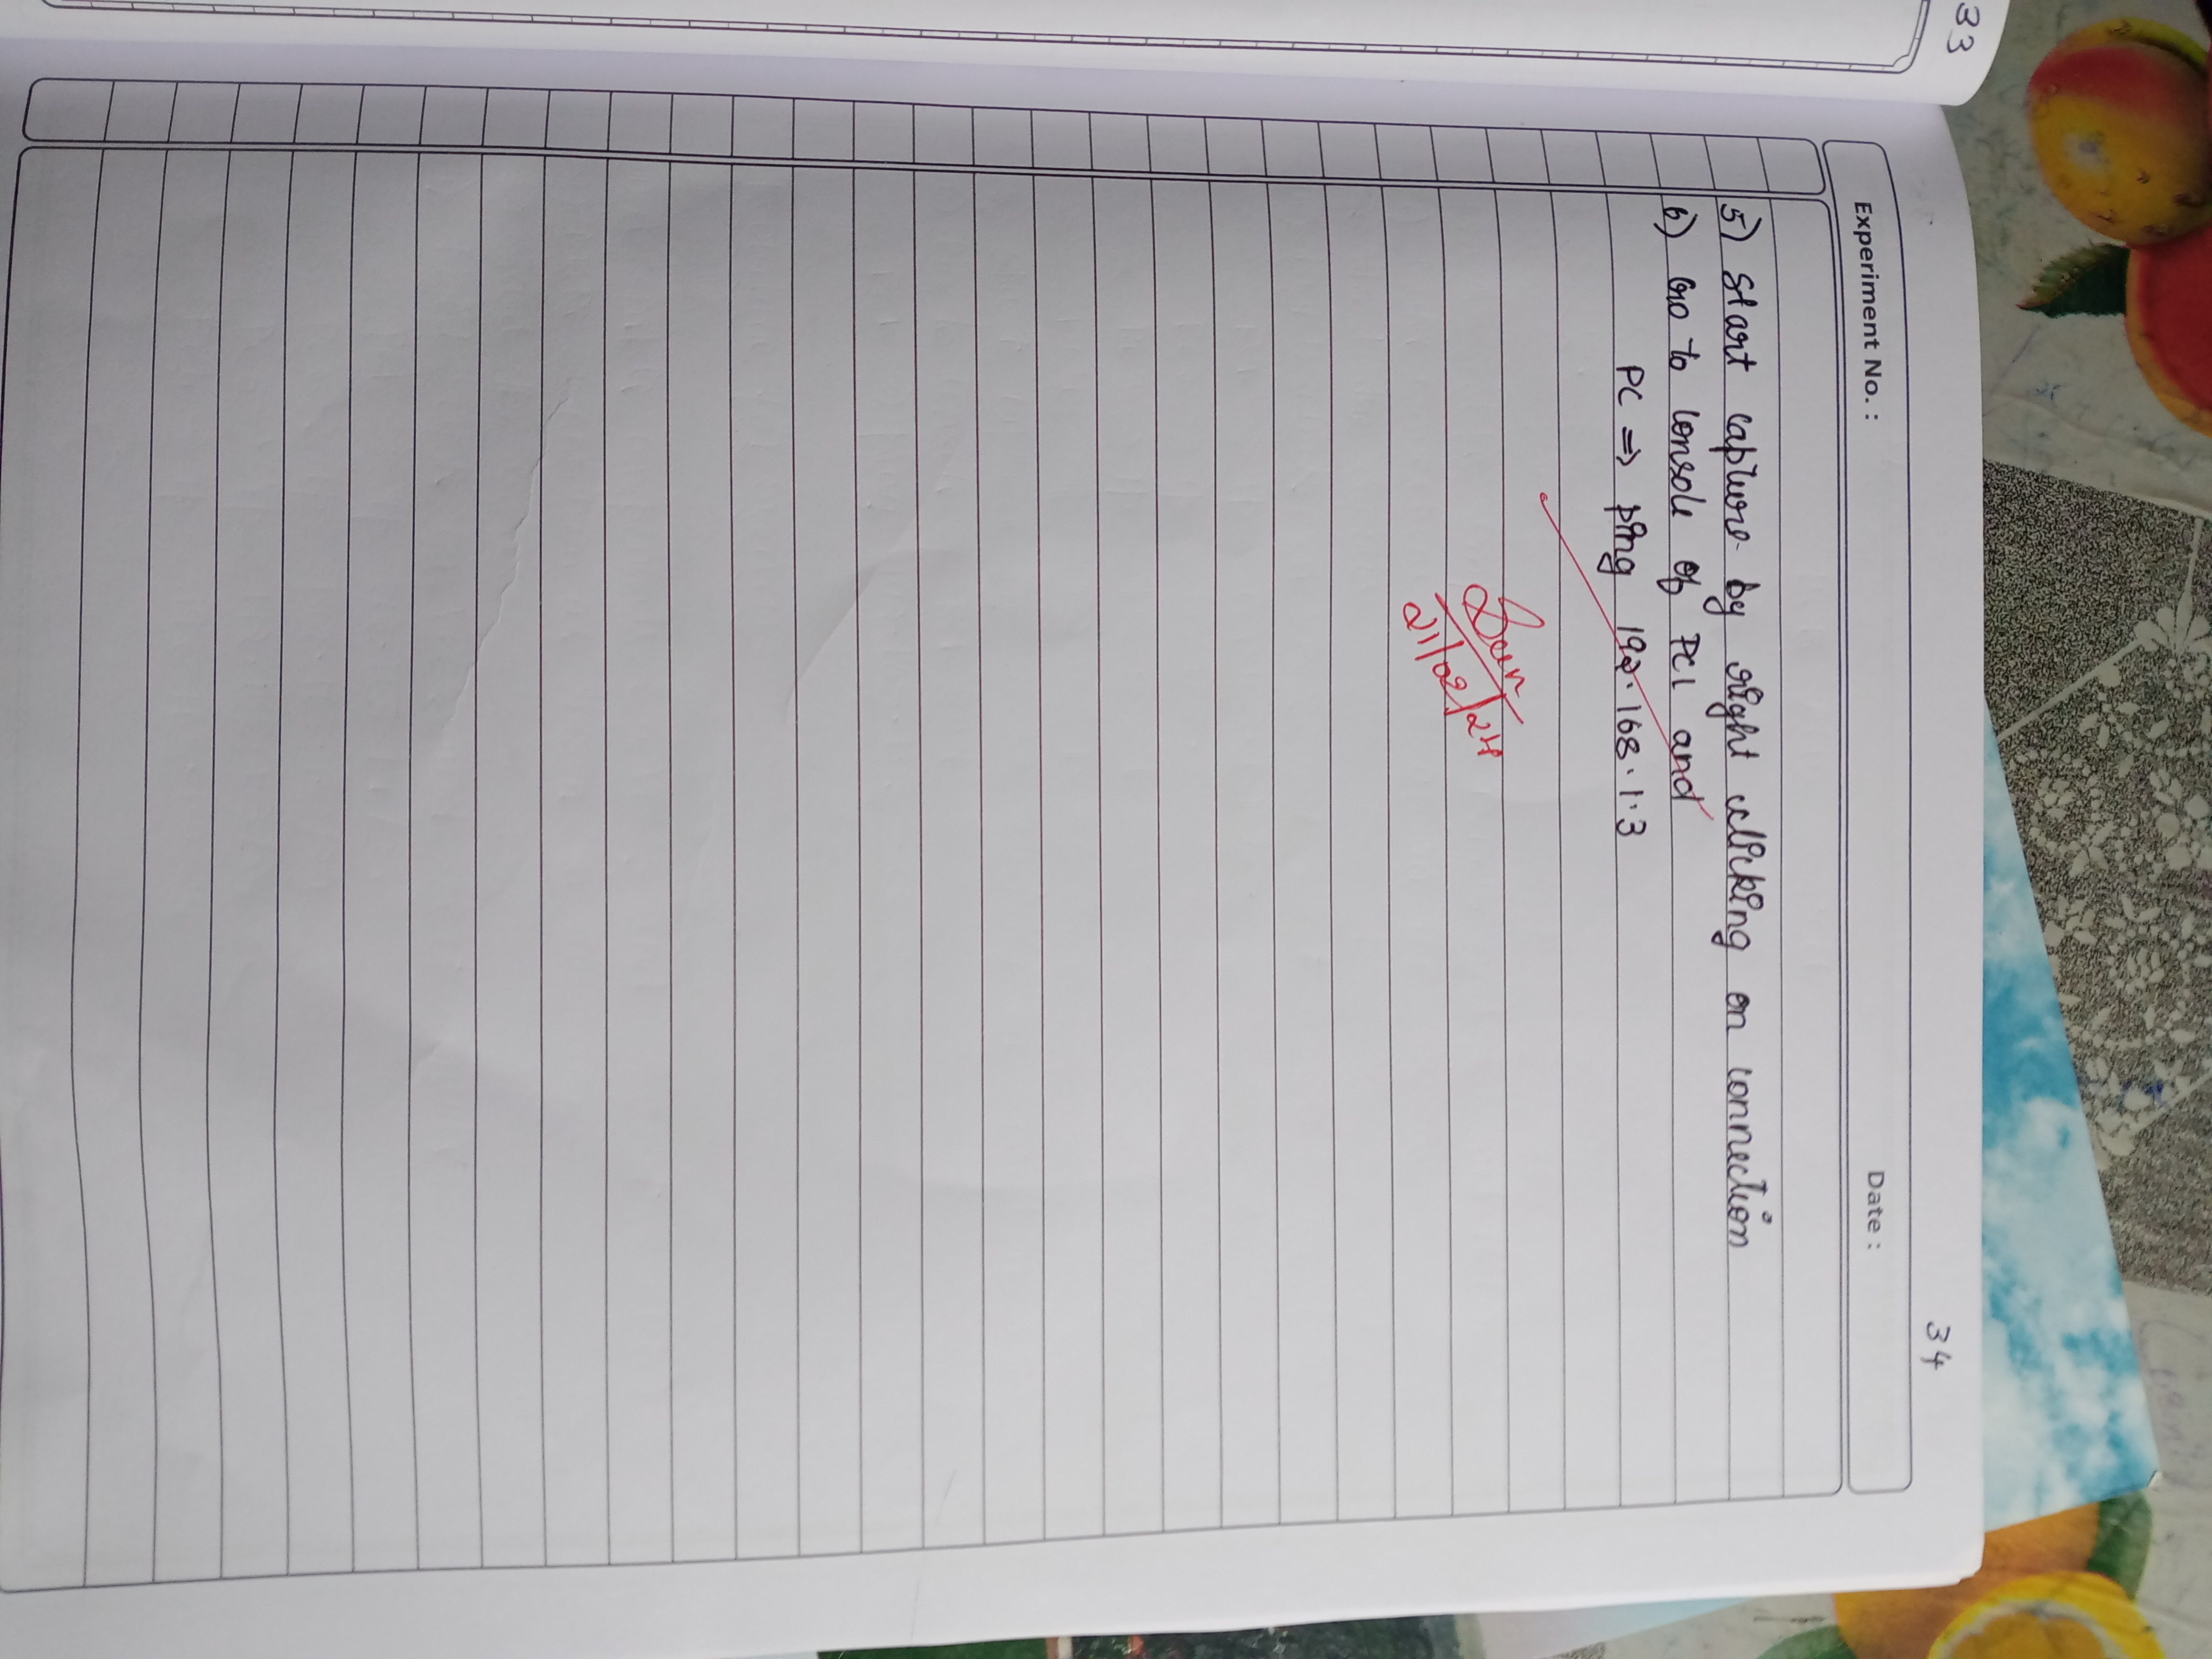 33
34
Experiment No. :
Date :
5) Start capture by right clicking on connection
6) Go to console of PC1 and
PC => ping 192.168.1.3
21/02/24